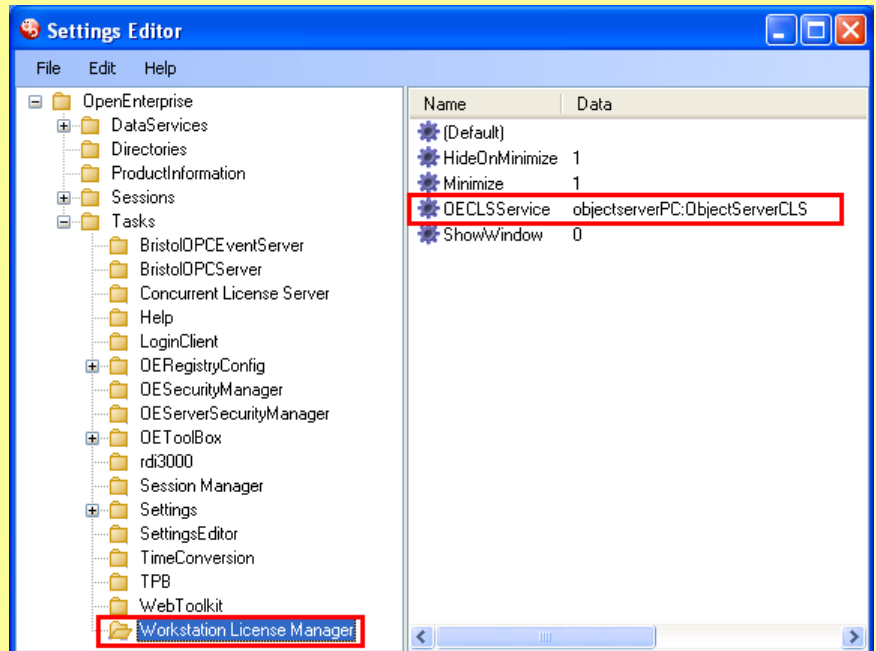 Settings Editor
File Edit Help
OpenEnterprise
DataServices
Directories
ProductInformation
Sessions
Tasks
BristolOPCEventServer
BristolOPCServer
Concurrent License Server
Help
LoginClient
OERegistryConfig
OESecurityManager
OEServerSecurityManager
OEToolBox
rdi3000
Session Manager
Settings
SettingsEditor
TimeConversion
TPB
WebToolkit
Workstation License Manager
Name Data
(Default)
HideOnMinimize 1
Minimize 1
OECLSService objectserverPC:ObjectServerCLS
ShowWindow 0